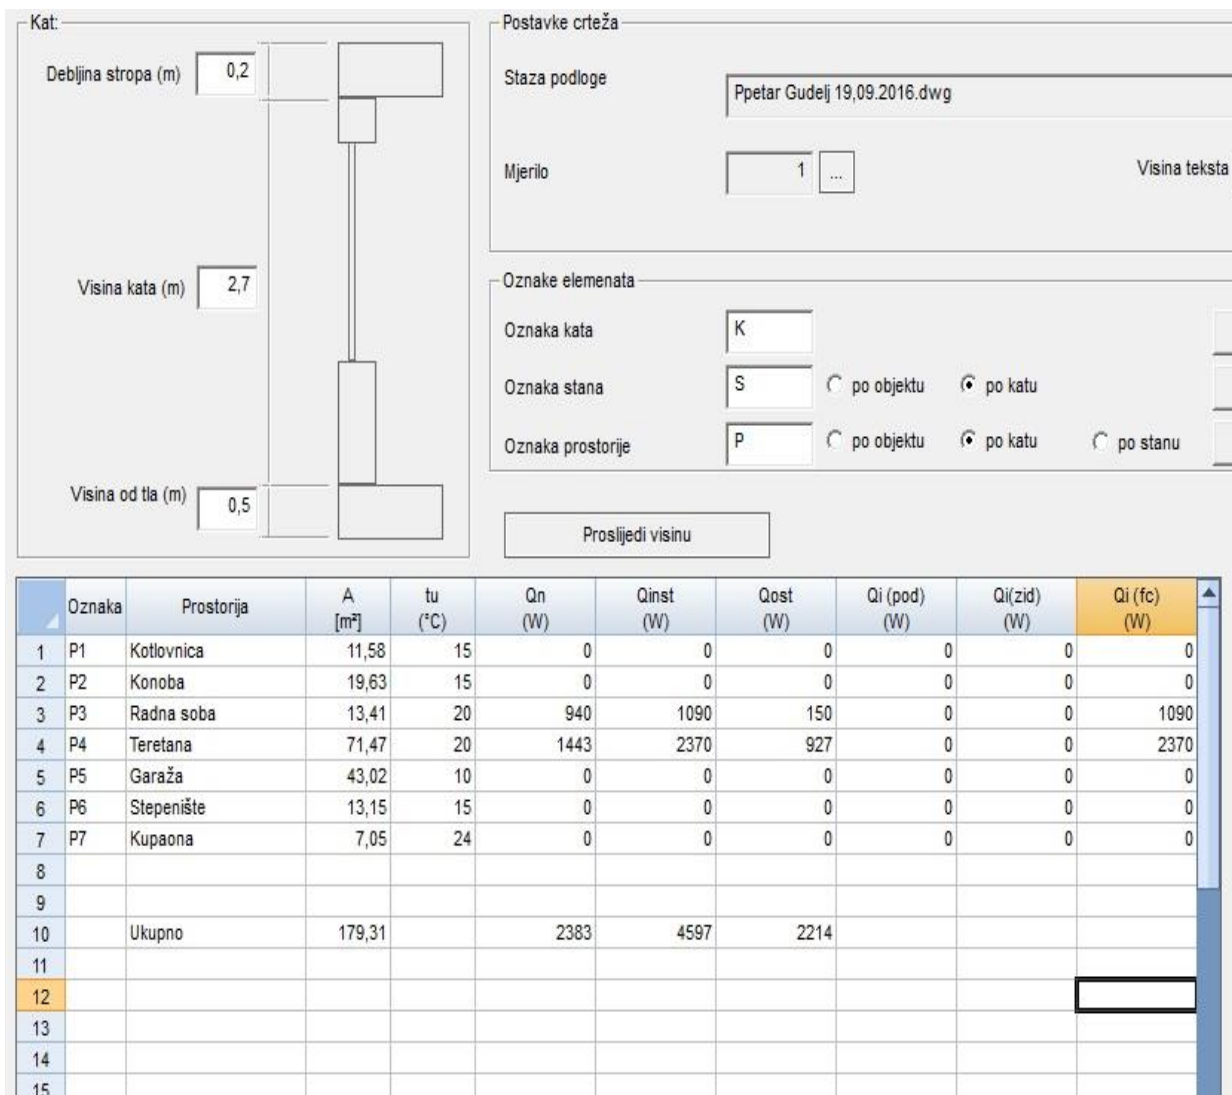 Kat:
Debljina stropa (m) 0,2
Visina kata (m) 2,7
Visina od tla (m) 0,5
Postavke crteža
Staza podloge Ppetar Gudelj 19,09.2016.dwg
Mjerilo 1 ... Visina teksta
Oznake elemenata
Oznaka kata K
Oznaka stana S po objektu po katu
Oznaka prostorije P po objektu po katu po stanu
Proslijedi visinu
Oznaka Prostorija A [m²] tu (°C) Qn (W) Qinst (W) Qost (W) Qi (pod) (W) Qi(zid) (W) Qi (fc) (W)
1 P1 Kotlovnica 11,58 15 0 0 0 0 0 0
2 P2 Konoba 19,63 15 0 0 0 0 0 0
3 P3 Radna soba 13,41 20 940 1090 150 0 0 1090
4 P4 Teretana 71,47 20 1443 2370 927 0 0 2370
5 P5 Garaža 43,02 10 0 0 0 0 0 0
6 P6 Stepenište 13,15 15 0 0 0 0 0 0
7 P7 Kupaona 7,05 24 0 0 0 0 0 0
8
9
10 Ukupno 179,31 2383 4597 2214
11
12
13
14
15